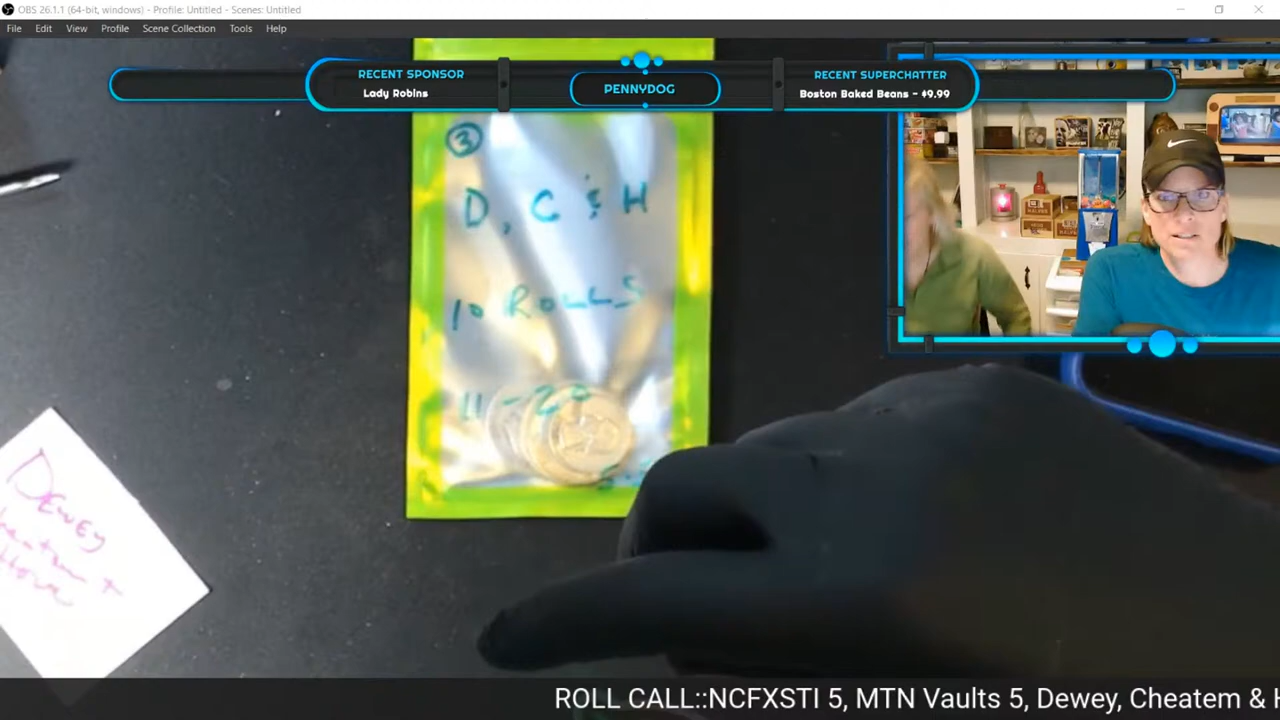 OBS 26.1.1 (64-bit, windows) - Profile: Untitled - Scenes: Untitled
File Edit View Profile Scene Collection Tools Help
RECENT SPONSOR
Lady Robins
PENNYDOG
RECENT SUPERCHATTER
Boston Baked Beans - $9.99
3
D, C & H
10 ROLLS
11-20
DEWEY
ROLL CALL::NCFXSTI 5, MTN Vaults 5, Dewey, Cheatem & H